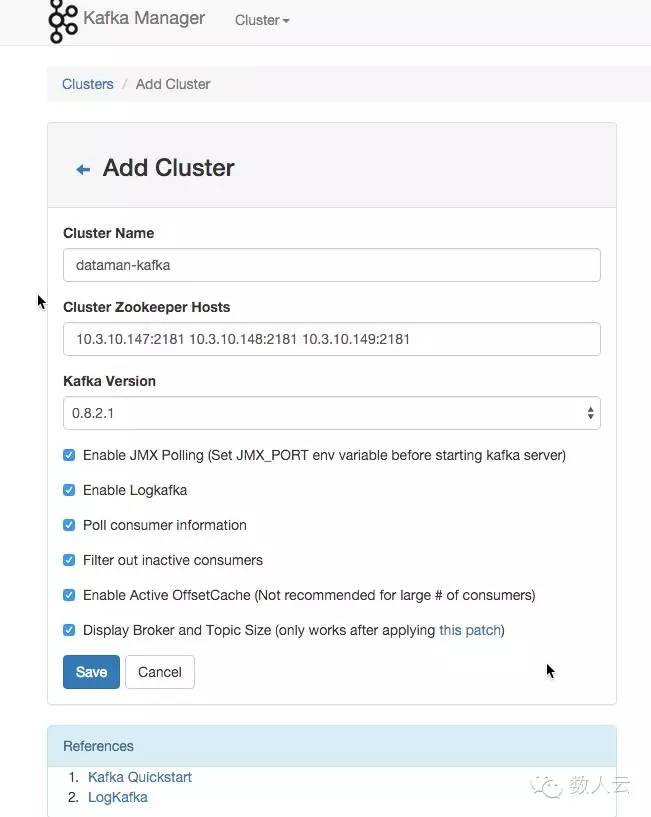 Kafka Manager Cluster
Clusters / Add Cluster
Add Cluster
Cluster Name
dataman-kafka
Cluster Zookeeper Hosts
10.3.10.147:2181 10.3.10.148:2181 10.3.10.149:2181
Kafka Version
0.8.2.1
Enable JMX Polling (Set JMX_PORT env variable before starting kafka server)
Enable Logkafka
Poll consumer information
Filter out inactive consumers
Enable Active OffsetCache (Not recommended for large # of consumers)
Display Broker and Topic Size (only works after applying this patch)
Save Cancel
References
1. Kafka Quickstart
2. LogKafka
数人云